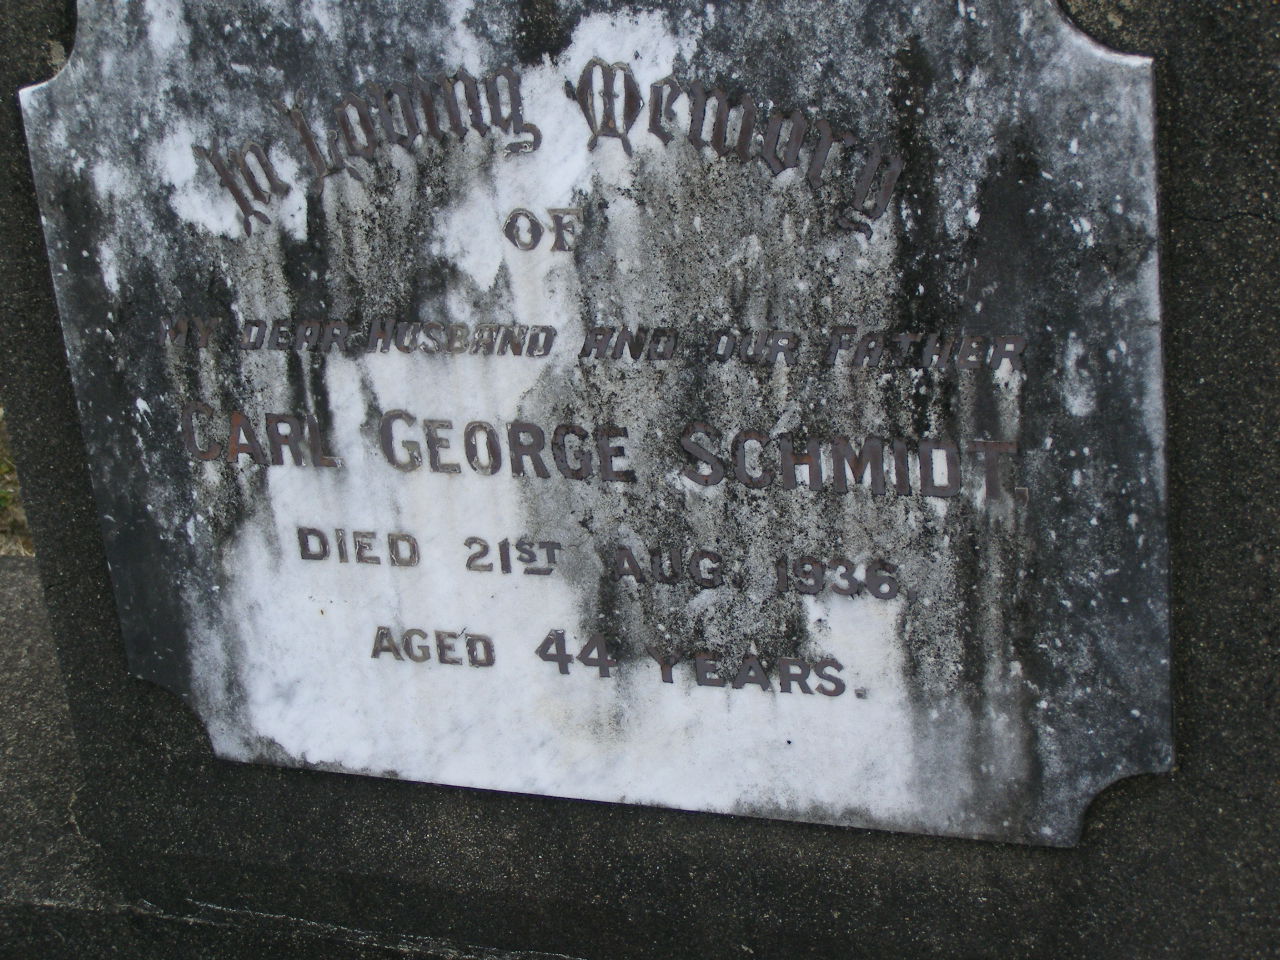 In Loving Memory
OF
MY DEAR HUSBAND AND OUR FATHER
CARL GEORGE SCHMIDT,
DIED 21ST AUG. 1936,
AGED 44 YEARS.